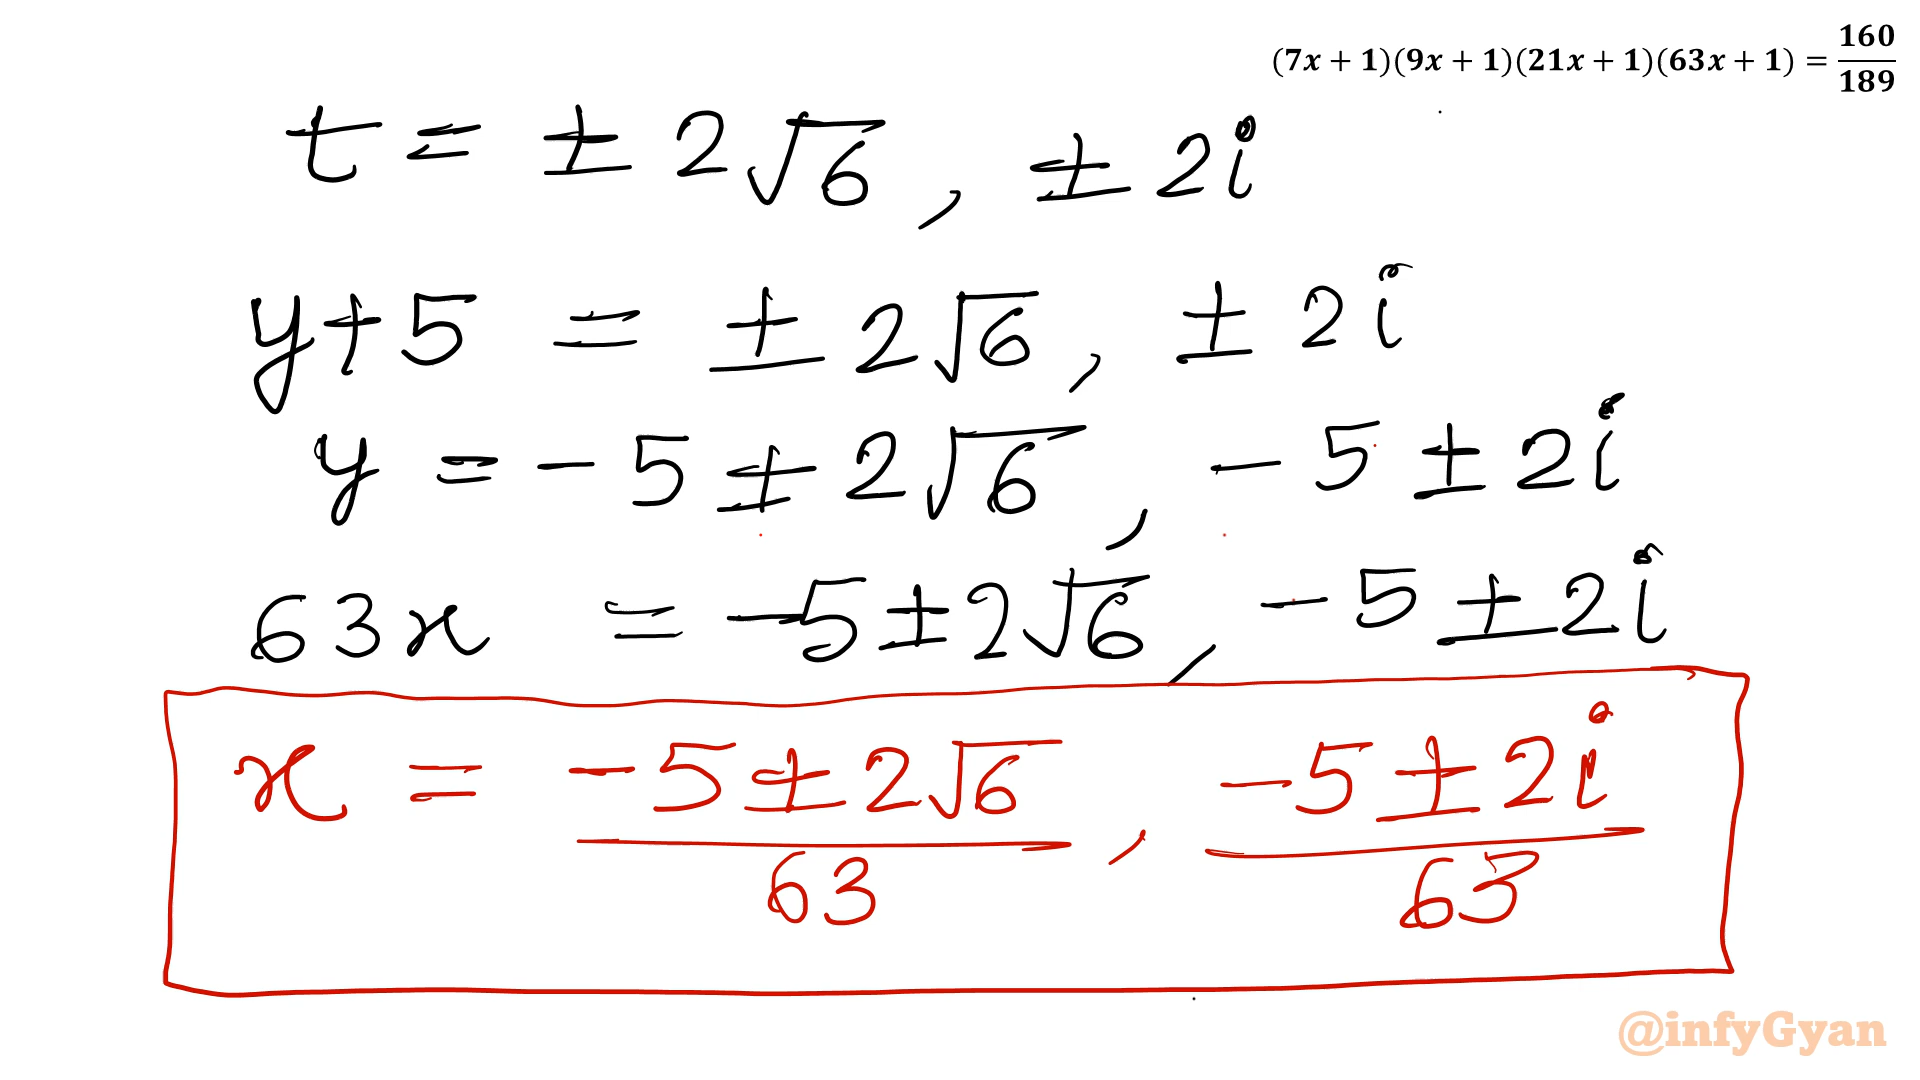 (7x + 1)(9x + 1)(21x + 1)(63x + 1) = 160/189
t = ± 2√6 , ± 2i
y+5 = ± 2√6 , ± 2i
y = -5 ± 2√6 , -5 ± 2i
63x = -5 ± 2√6 , -5 ± 2i
x = (-5 ± 2√6)/63 , (-5 ± 2i)/63
@infyGyan